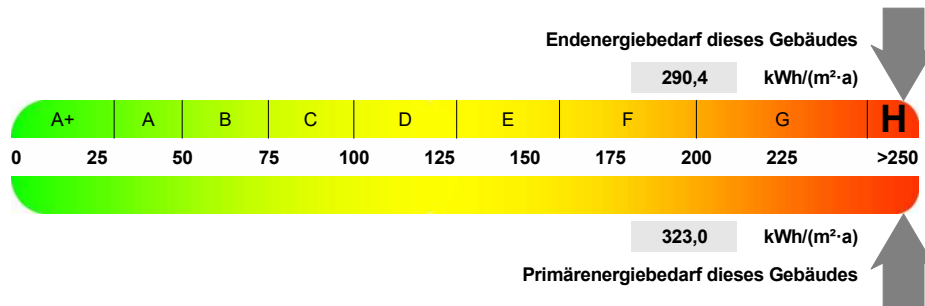 Endenergiebedarf dieses Gebäudes
290,4 kWh/(m²·a)
A+ A B C D E F G H
0 25 50 75 100 125 150 175 200 225 >250
323,0 kWh/(m²·a)
Primärenergiebedarf dieses Gebäudes